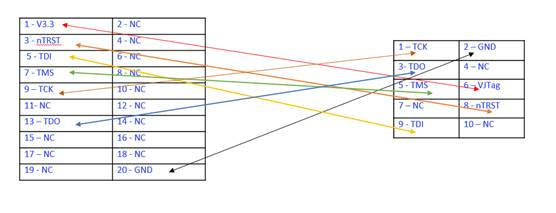 1 - V3.3 2 - NC
3 - nTRST 4 - NC
5 - TDI 6 - NC
7 - TMS 8 - NC
9 – TCK 10 - NC
11- NC 12 - NC
13 – TDO 14 - NC
15 – NC 16 - NC
17 – NC 18 - NC
19 - NC 20 - GND
1 – TCK 2 – GND
3- TDO 4 – NC
5 - TMS 6 – VJTag
7 – NC 8 - nTRST
9 - TDI 10 – NC